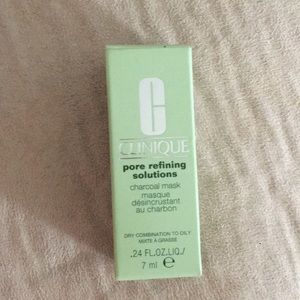 C
CLINIQUE
pore refining
solutions
charcoal mask
masque
désincrustant
au charbon
DRY COMBINATION TO OILY
MIXTE À GRASSE
.24 FL.OZ.LIQ./
7 ml e